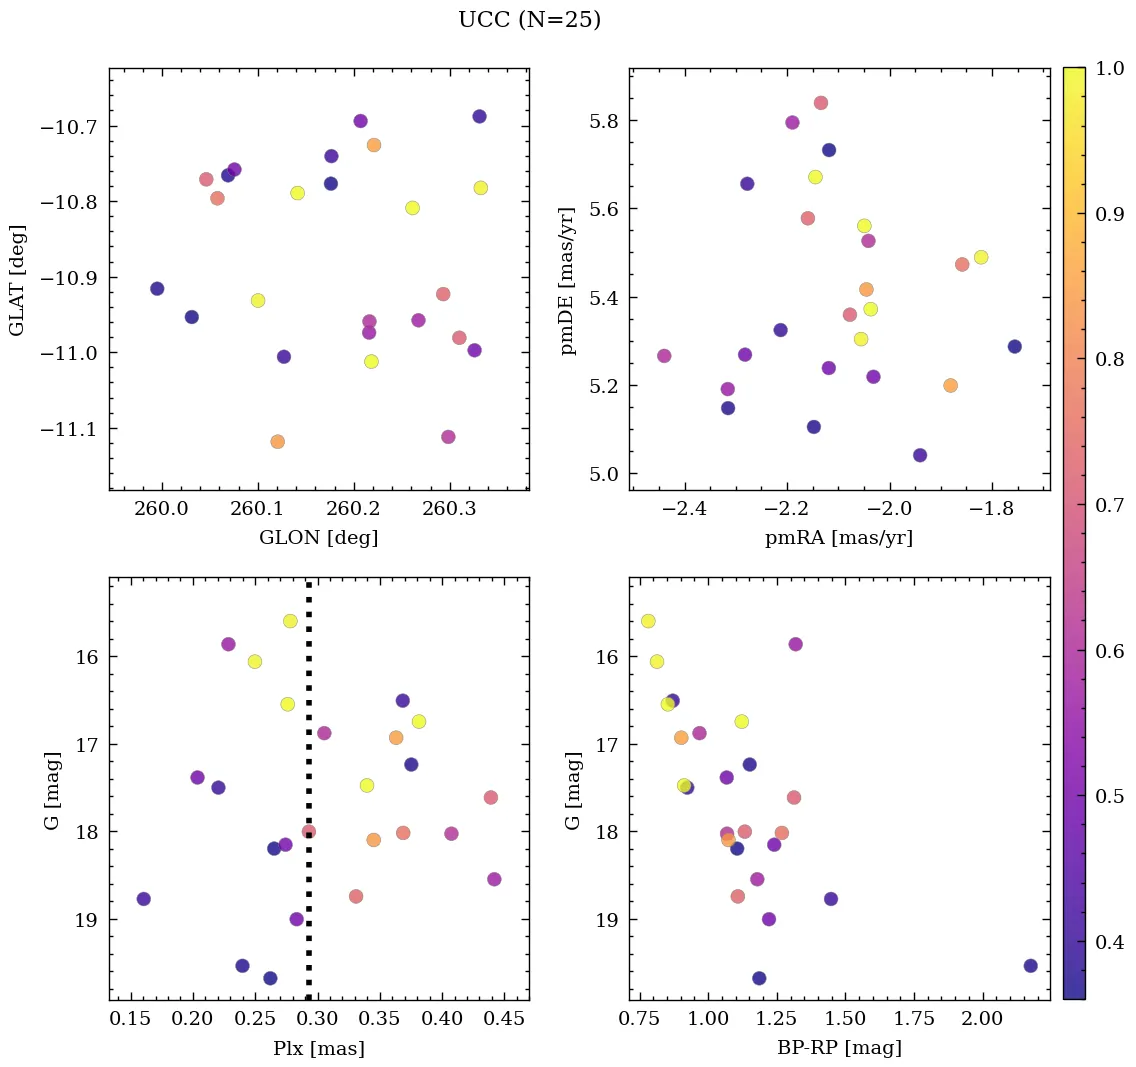 UCC (N=25)
−10.7
−10.8
−10.9
−11.0
−11.1
GLAT [deg]
260.0 260.1 260.2 260.3
GLON [deg]
5.8
5.6
5.4
5.2
5.0
pmDE [mas/yr]
−2.4 −2.2 −2.0 −1.8
pmRA [mas/yr]
16
17
18
19
G [mag]
0.15 0.20 0.25 0.30 0.35 0.40 0.45
Plx [mas]
16
17
18
19
G [mag]
0.75 1.00 1.25 1.50 1.75 2.00
BP-RP [mag]
1.0
0.9
0.8
0.7
0.6
0.5
0.4